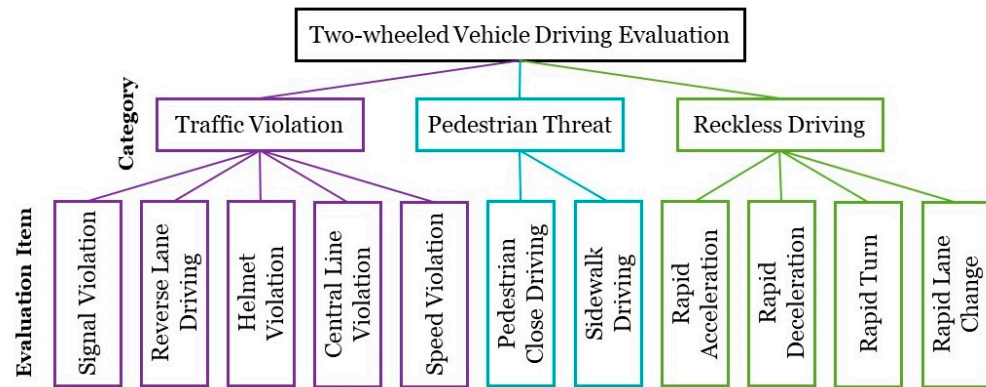 Two-wheeled Vehicle Driving Evaluation
Category
Traffic Violation
Pedestrian Threat
Reckless Driving
Evaluation Item
Signal Violation
Reverse Lane
Driving
Helnet
Violation
Central Line
Violation
Speed Violation
Pedestrian
Close Driving
Sidewalk
Driving
Rapid
Acceleration
Rapid
Deceleration
Rapid Turn
Rapid Lane
Change